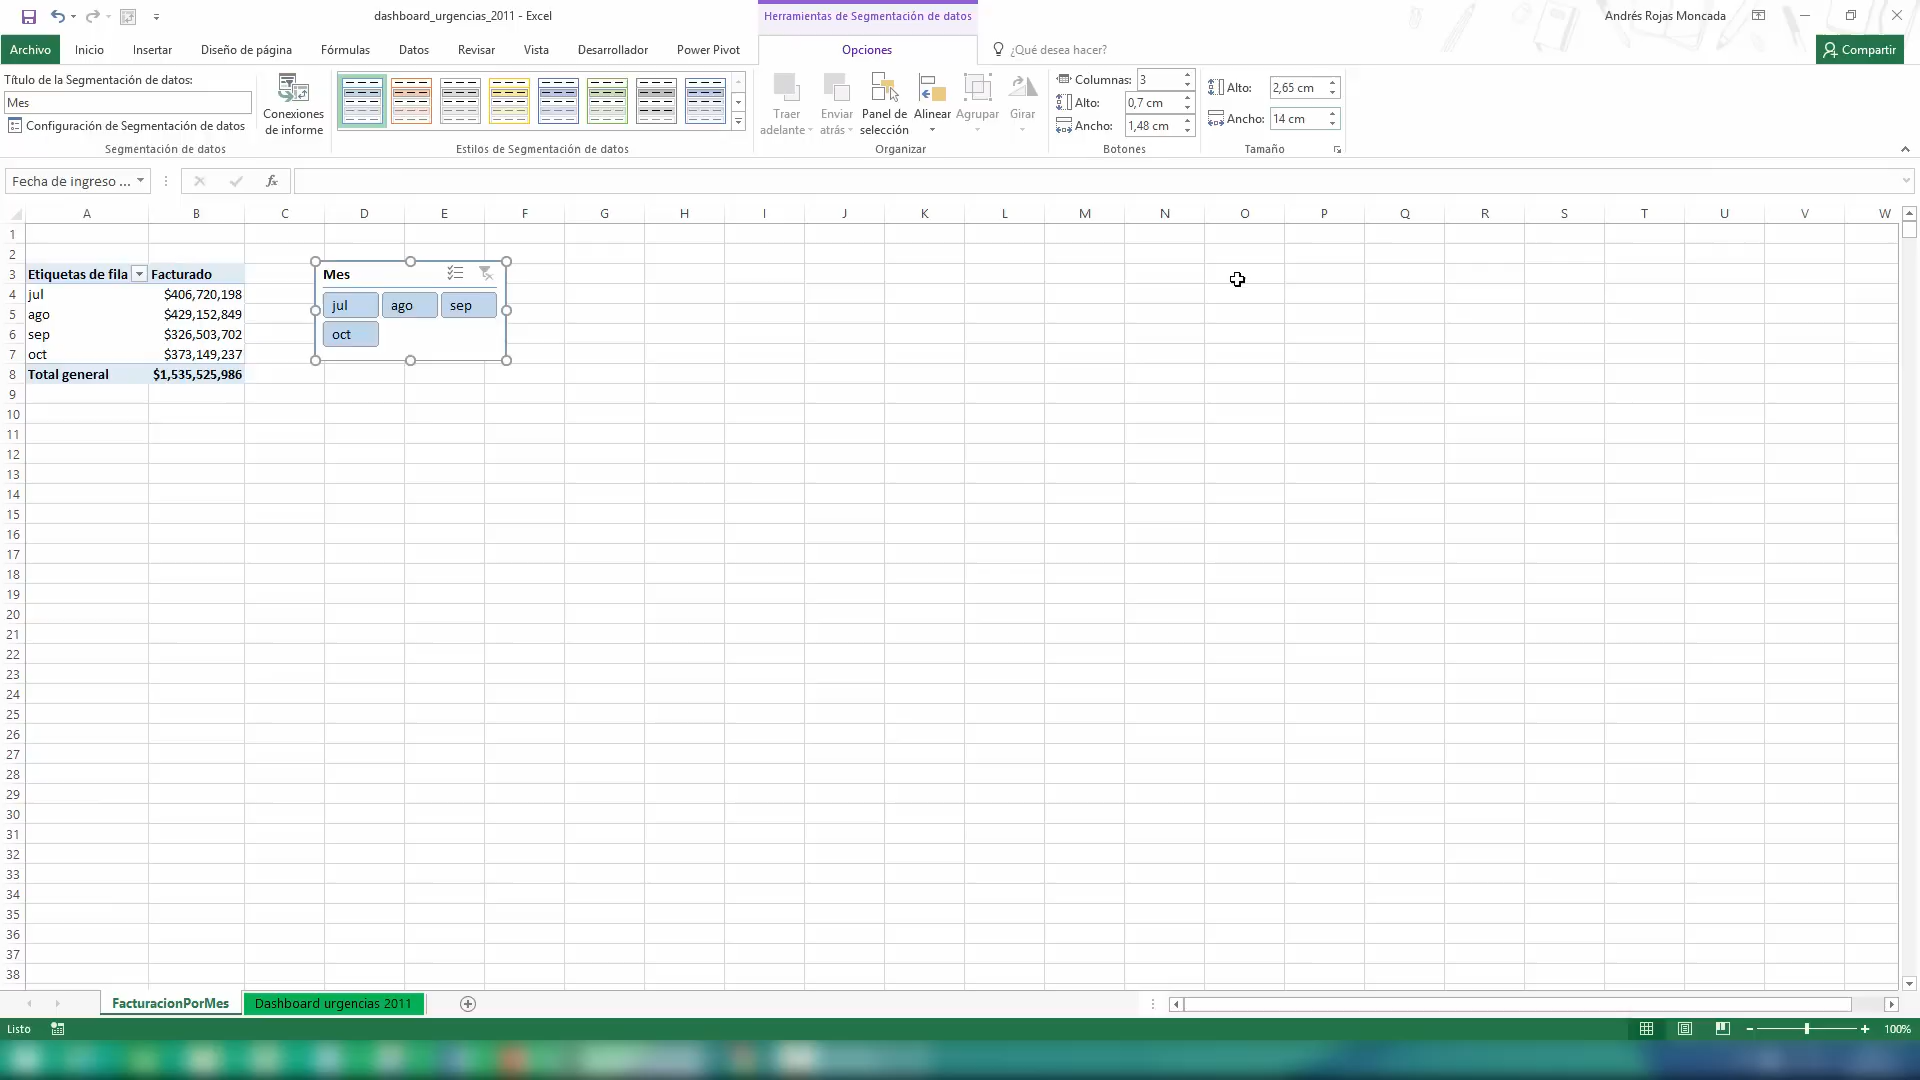 dashboard_urgencias_2011 - Excel
Herramientas de Segmentación de datos
Andrés Rojas Moncada
Archivo
Inicio
Insertar
Diseño de página
Fórmulas
Datos
Revisar
Vista
Desarrollador
Power Pivot
Opciones
¿Qué desea hacer?
Compartir
Título de la Segmentación de datos:
Mes
Configuración de Segmentación de datos
Segmentación de datos
Conexiones
de informe
Estilos de Segmentación de datos
Traer
adelante
Enviar
atrás
Panel de
selección
Alinear
Agrupar
Girar
Organizar
Columnas: 3
Alto: 0,7 cm
Ancho: 1,48 cm
Botones
Alto: 2,65 cm
Ancho: 14 cm
Tamaño
Fecha de ingreso ...
fx
A B C D E F G H I J K L M N O P Q R S T U V W
1
2
3 Etiquetas de fila Facturado
4 jul $406,720,198
5 ago $429,152,849
6 sep $326,503,702
7 oct $373,149,237
8 Total general $1,535,525,986
Mes
jul ago sep
oct
9
10
11
12
13
14
15
16
17
18
19
20
21
22
23
24
25
26
27
28
29
30
31
32
33
34
35
36
37
38
FacturacionPorMes
Dashboard urgencias 2011
Listo
100%